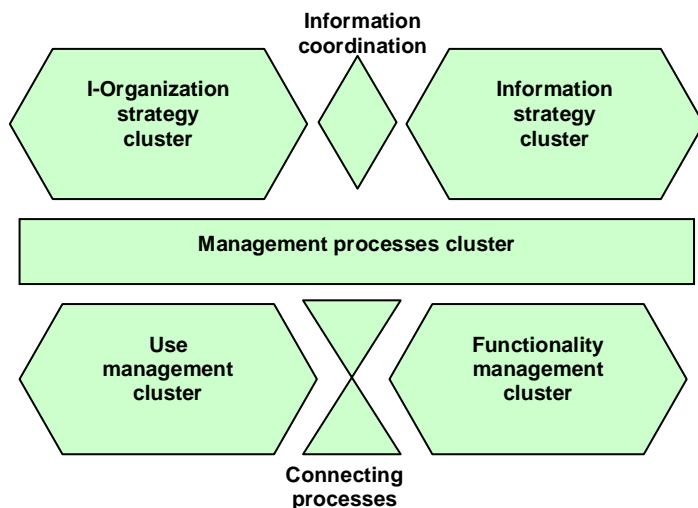 Information
coordination
I-Organization
strategy
cluster
Information
strategy
cluster
Management processes cluster
Use
management
cluster
Functionality
management
cluster
Connecting
processes